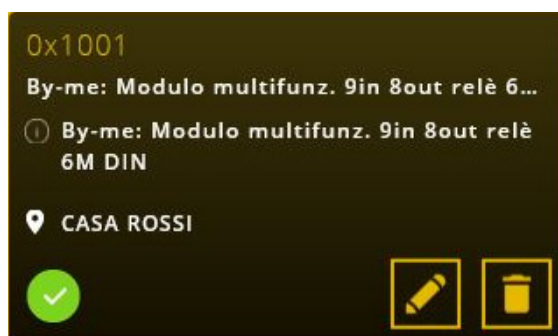 0x1001
By-me: Modulo multifunz. 9in 8out relè 6...
By-me: Modulo multifunz. 9in 8out relè
6M DIN
CASA ROSSI